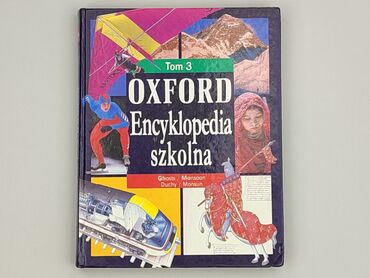 Tom 3
OXFORD
Encyklopedia
szkolna
Ghosts / Monsoon
Duchy / Monsun